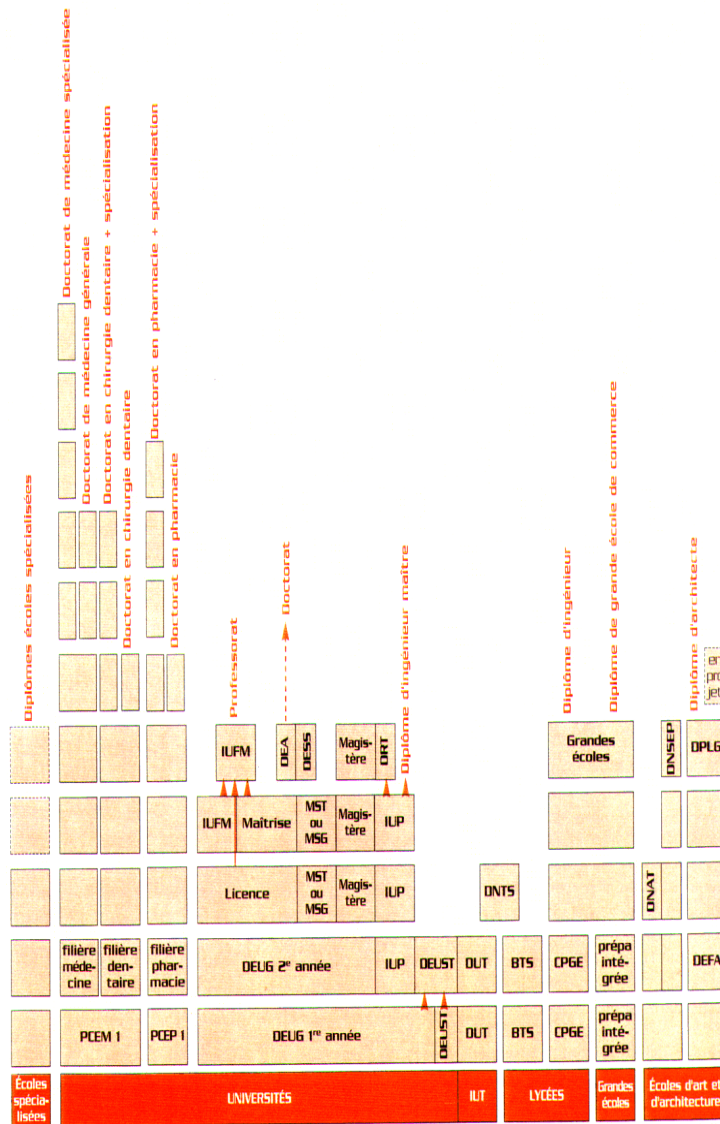 Doctorat de médecine spécialisée
Doctorat de médecine générale
Doctorat en chirurgie dentaire + spécialisation
Doctorat en chirurgie dentaire
Doctorat en pharmacie + spécialisation
Doctorat en pharmacie
Diplômes écoles spécialisées
Professorat
Doctorat
Diplôme d'ingénieur maître
Diplôme d'ingénieur
Diplôme de grande école de commerce
Diplôme d'architecte
en
pro
jet
IUFM
DEA
DESS
Magis-
tère
DRT
Grandes
écoles
DNSEP
DPLG
IUFM
Maîtrise
MST
ou
MSG
Magis-
tère
IUP
Licence
MST
ou
MSG
Magis-
tère
IUP
DNTS
DNAT
filière
méde-
cine
filière
den-
taire
filière
phar-
macie
DEUG 2e année
IUP
DEUST
DUT
BTS
CPGE
prépa
inté-
grée
DEFA
PCEM 1
PCEP 1
DEUG 1re année
DEUST
DUT
BTS
CPGE
prépa
inté-
grée
Écoles
spécia-
lisées
UNIVERSITÉS
IUT
LYCÉES
Grandes
écoles
Écoles d'art et
d'architecture